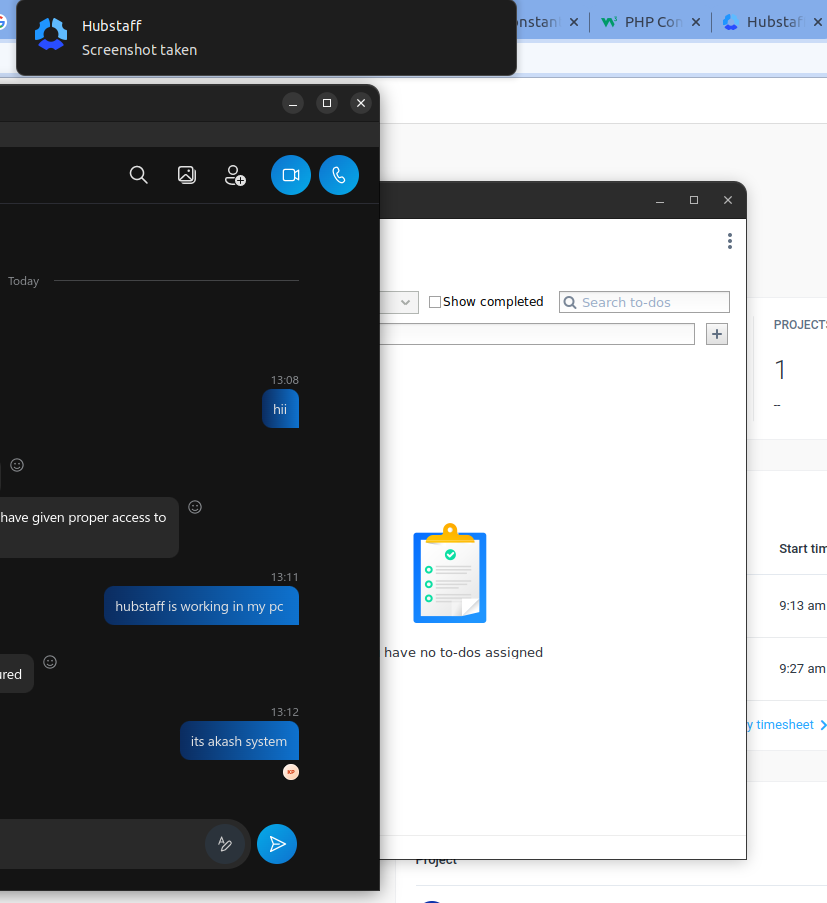 Hubstaff
Screenshot taken
nstan
PHP Con
Hubstaf
Today
13:08
hii
have given proper access to
13:11
hubstaff is working in my pc
ured
13:12
its akash system
KP
Show completed
Search to-dos
have no to-dos assigned
PROJECTS
1
--
Start tim
9:13 am
9:27 am
y timesheet
Project